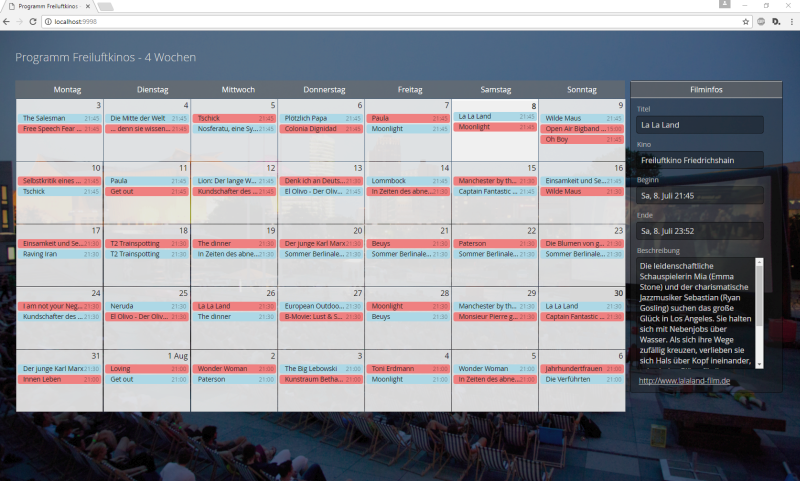 Programm Freiluftkinos
localhost:9998
Programm Freiluftkinos - 4 Wochen
Montag Dienstag Mittwoch Donnerstag Freitag Samstag Sonntag
3 4 5 6 7 8 9
The Salesman 21:45 Die Mitte der Welt 21:45 Tschick 21:45 Plötzlich Papa 21:45 Paula 21:45 La La Land 21:45 Wilde Maus 21:45
Free Speech Fear ... 21:45 ... denn sie wissen... 21:45 Nosferatu, eine Sy... 21:45 Colonia Dignidad 21:45 Moonlight 21:45 Moonlight 21:45 Open Air Bigband ... 15:00
Oh Boy 21:45
10 11 12 13 14 15 16
Selbstkritik eines ... 21:45 Paula 21:45 Lion: Der lange W... 21:45 Denk ich an Deuts... 21:30 Lommbock 21:45 Manchester by th... 21:30 Einsamkeit und Se... 21:45
Tschick 21:45 Get out 21:45 Kundschafter des ... 21:45 El Olivo - Der Oliv... 21:45 In Zeiten des abne... 21:30 Captain Fantastic ... 21:45 Wilde Maus 21:30
17 18 19 20 21 22 23
Einsamkeit und Se... 21:30 T2 Trainspotting 21:30 The dinner 21:30 Der junge Karl Marx 21:30 Beuys 21:30 Paterson 21:30 Die Blumen von g... 21:30
Raving Iran 21:30 T2 Trainspotting 21:30 In Zeiten des abne... 21:30 Sommer Berlinale... 21:30 Sommer Berlinale... 21:30 Sommer Berlinale... 21:30 Sommer Berlinale... 21:30
24 25 26 27 28 29 30
I am not your Neg... 21:30 Neruda 21:30 La La Land 21:30 European Outdoo... 21:30 Moonlight 21:30 Manchester by th... 21:30 La La Land 21:30
Kundschafter des ... 21:30 El Olivo - Der Oliv... 21:30 The dinner 21:30 B-Movie: Lust & S... 21:30 Beuys 21:30 Monsieur Pierre g... 21:30 Captain Fantastic ... 21:30
31 1 Aug 2 3 4 5 6
Der junge Karl Marx 21:30 Loving 21:00 Wonder Woman 21:00 The Big Lebowski 21:00 Toni Erdmann 21:00 Wonder Woman 21:00 Jahrhundertfrauen 21:00
Innen Leben 21:00 Get out 21:00 Paterson 21:00 Kunstraum Betha... 21:00 Moonlight 21:00 In Zeiten des abne... 21:00 Die Verführten 21:00
Filminfos
Titel
La La Land
Kino
Freiluftkino Friedrichshain
Beginn
Sa, 8. Juli 21:45
Ende
Sa, 8. Juli 23:52
Beschreibung
Die leidenschaftliche
Schauspielerin Mia (Emma
Stone) und der charismatische
Jazzmusiker Sebastian (Ryan
Gosling) suchen das große
Glück in Los Angeles. Sie halten
sich mit Nebenjobs über
Wasser. Als sich ihre Wege
zufällig kreuzen, verlieben sie
sich Hals über Kopf ineinander,
http://www.lalaland-film.de